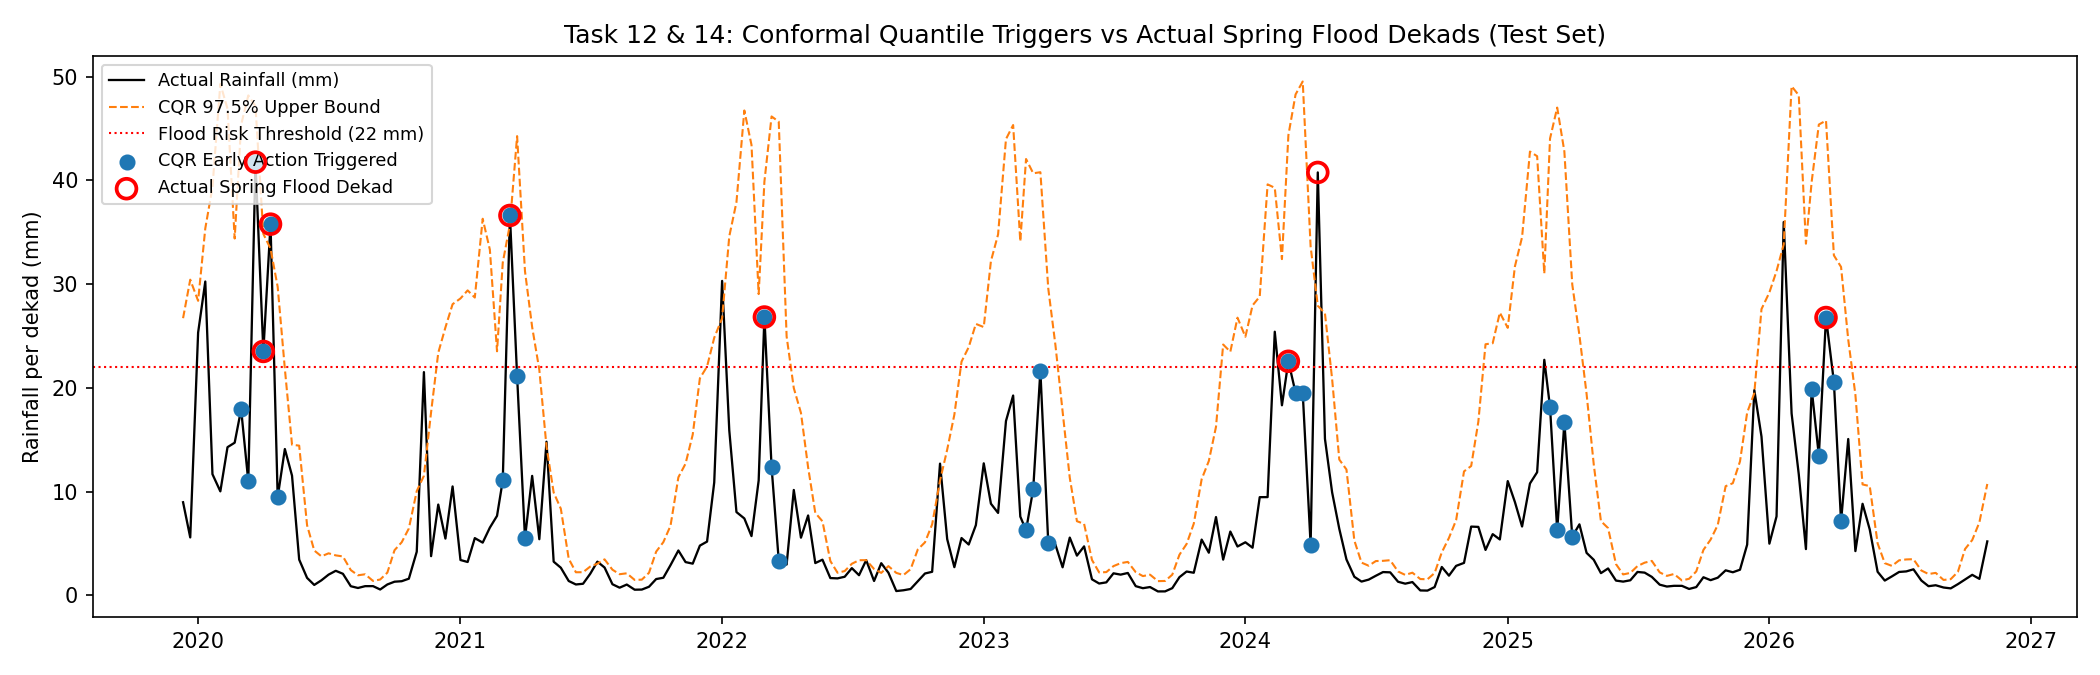 Task 12 & 14: Conformal Quantile Triggers vs Actual Spring Flood Dekads (Test Set)
Actual Rainfall (mm)
CQR 97.5% Upper Bound
Flood Risk Threshold (22 mm)
CQR Early Action Triggered
Actual Spring Flood Dekad
Rainfall per dekad (mm)
50
40
30
20
10
0
2020 2021 2022 2023 2024 2025 2026 2027